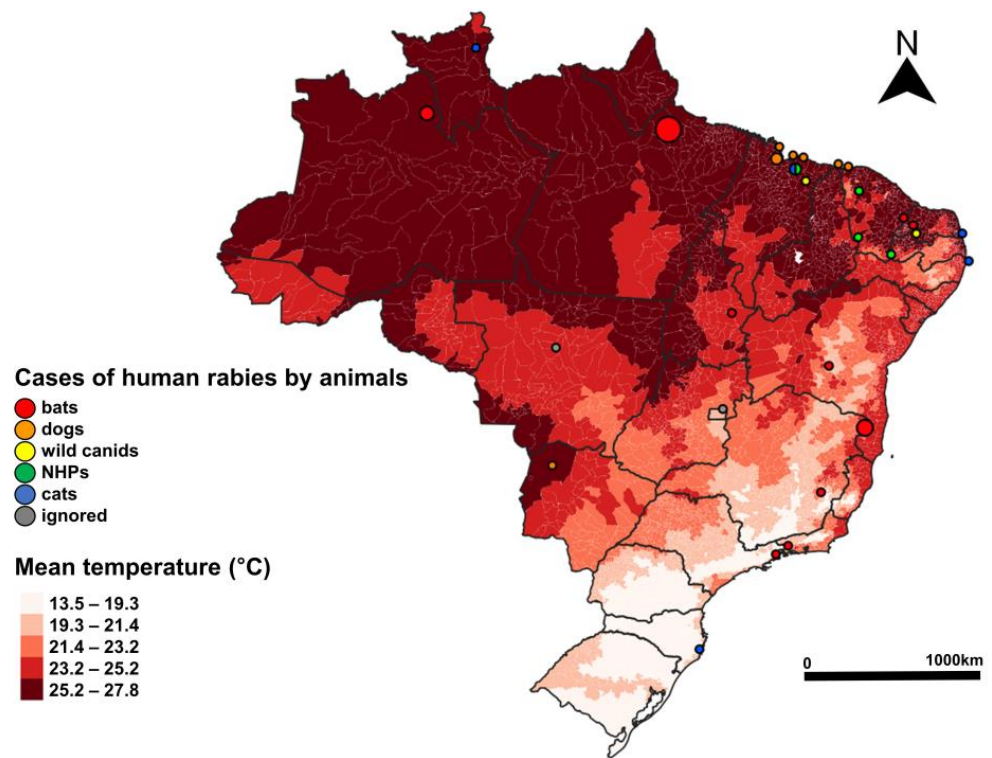 N
Cases of human rabies by animals
bats
dogs
wild canids
NHPs
cats
ignored
Mean temperature (°C)
13.5 – 19.3
19.3 – 21.4
21.4 – 23.2
23.2 – 25.2
25.2 – 27.8
0 1000km